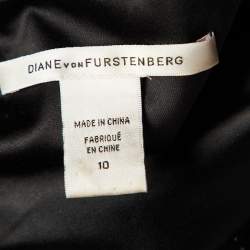 DIANE VON FURSTENBERG
MADE IN CHINA
FABRIQUÉ
EN CHINE
10